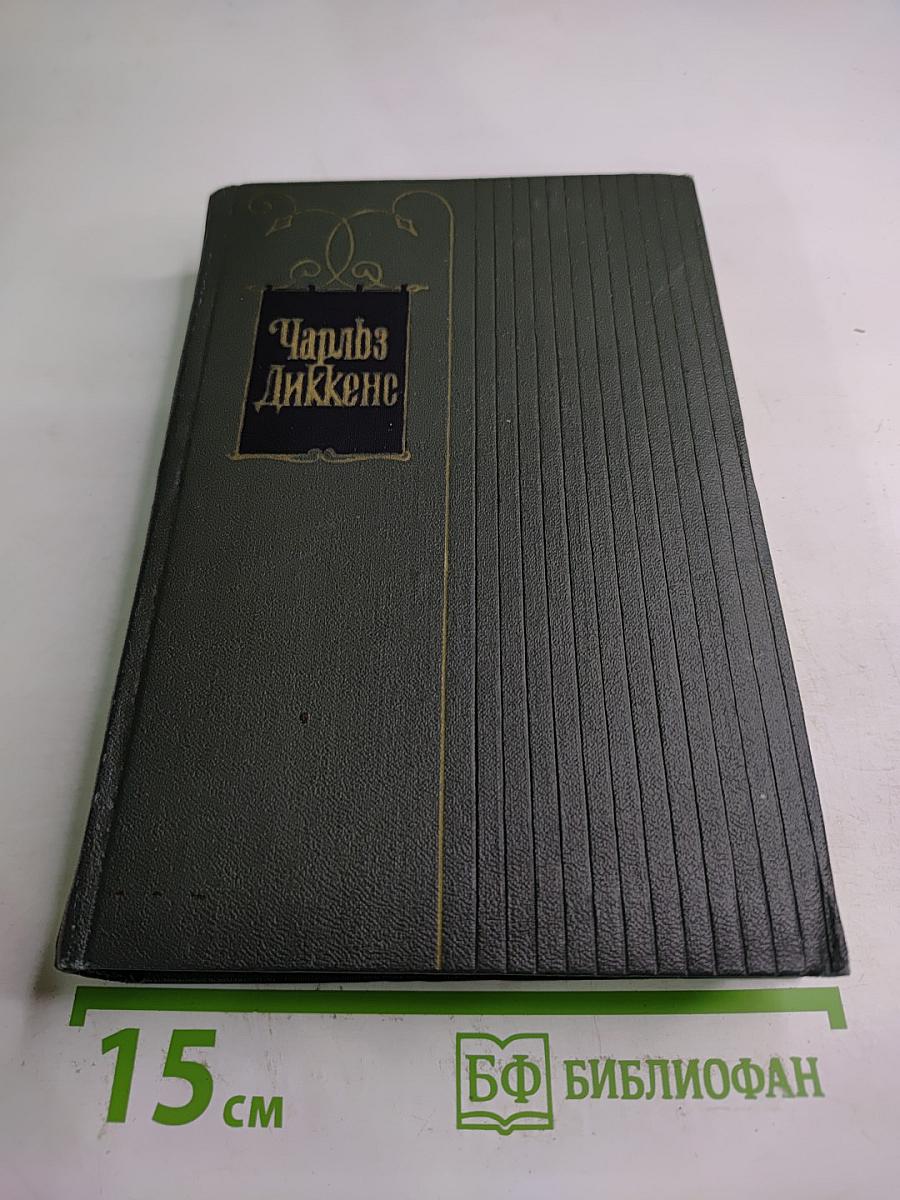 Чарльз
Диккенс
15 см
БФ БИБЛИОФАН